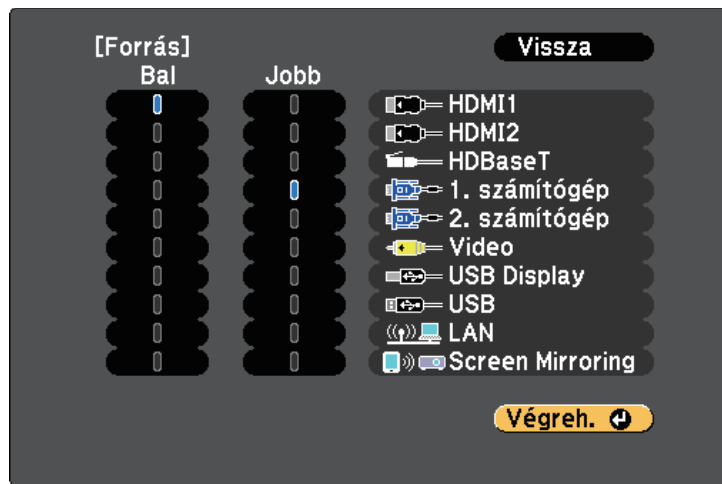 [Forrás]
Vissza
Bal Jobb
HDMI1
HDMI2
HDBaseT
1. számítógép
2. számítógép
Video
USB Display
USB
LAN
Screen Mirroring
Végreh.